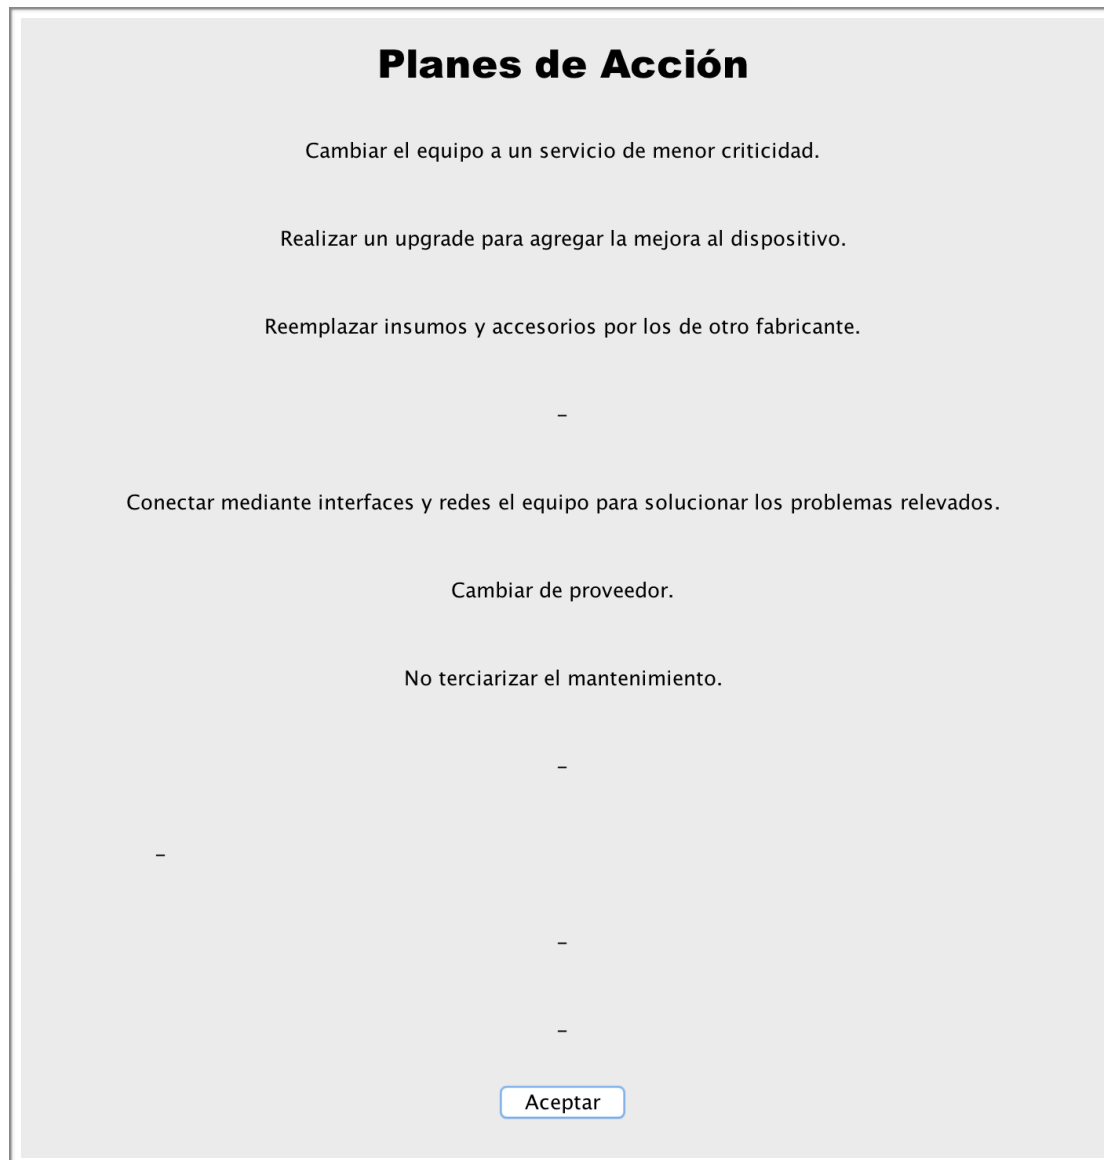 Planes de Acción
Cambiar el equipo a un servicio de menor criticidad.
Realizar un upgrade para agregar la mejora al dispositivo.
Reemplazar insumos y accesorios por los de otro fabricante.
-
Conectar mediante interfaces y redes el equipo para solucionar los problemas relevados.
Cambiar de proveedor.
No terciarizar el mantenimiento.
-
-
-
-
Aceptar